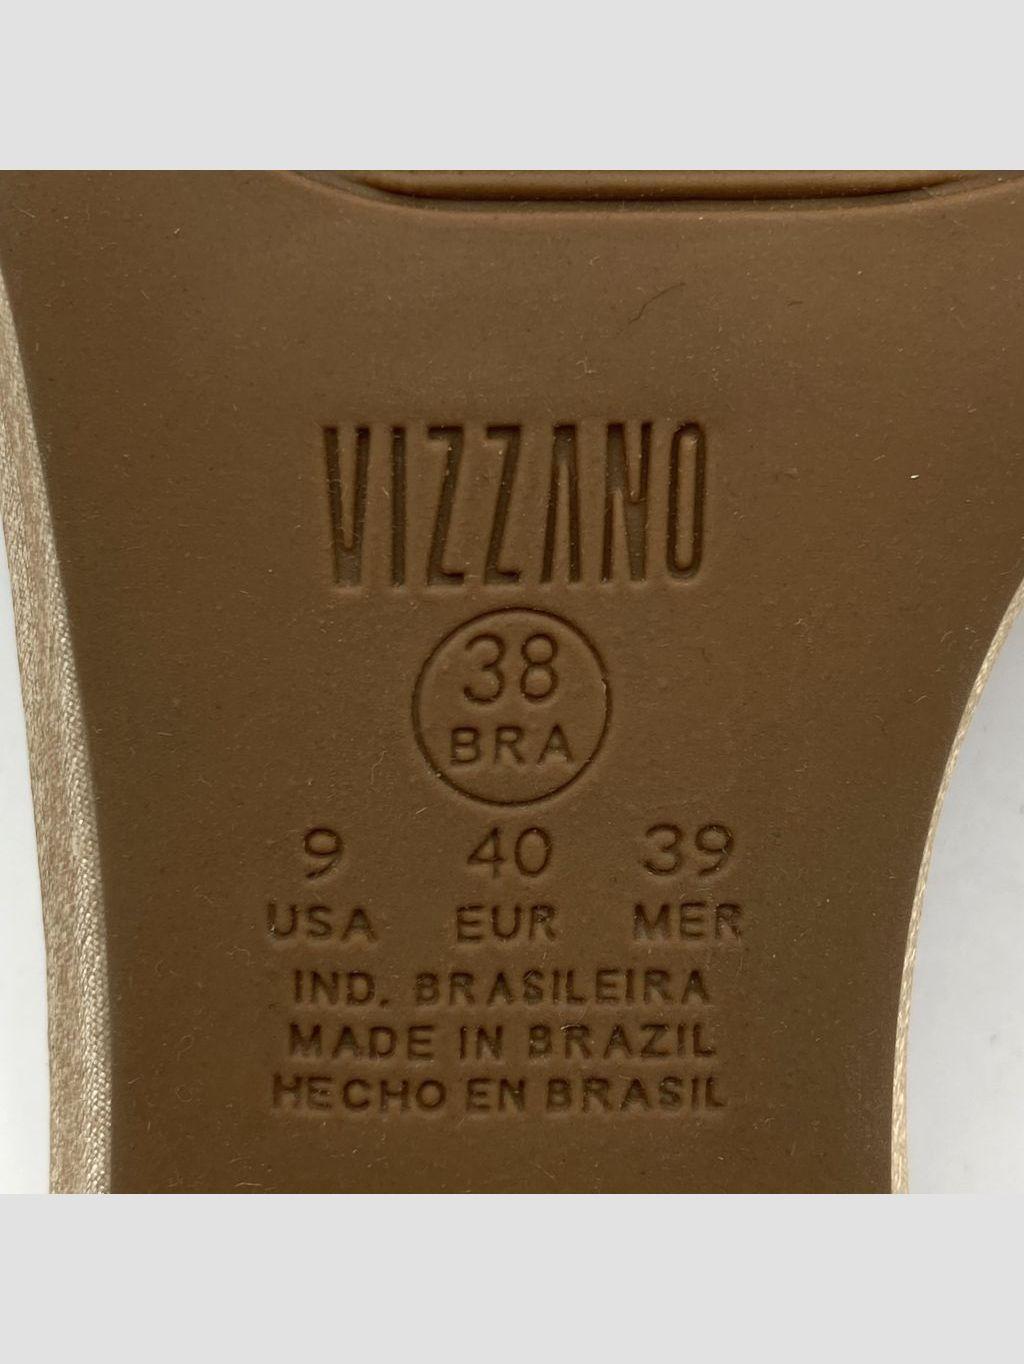 VIZZANO
38
BRA
9 40 39
USA EUR MER
IND. BRASILEIRA
MADE IN BRAZIL
HECHO EN BRASIL